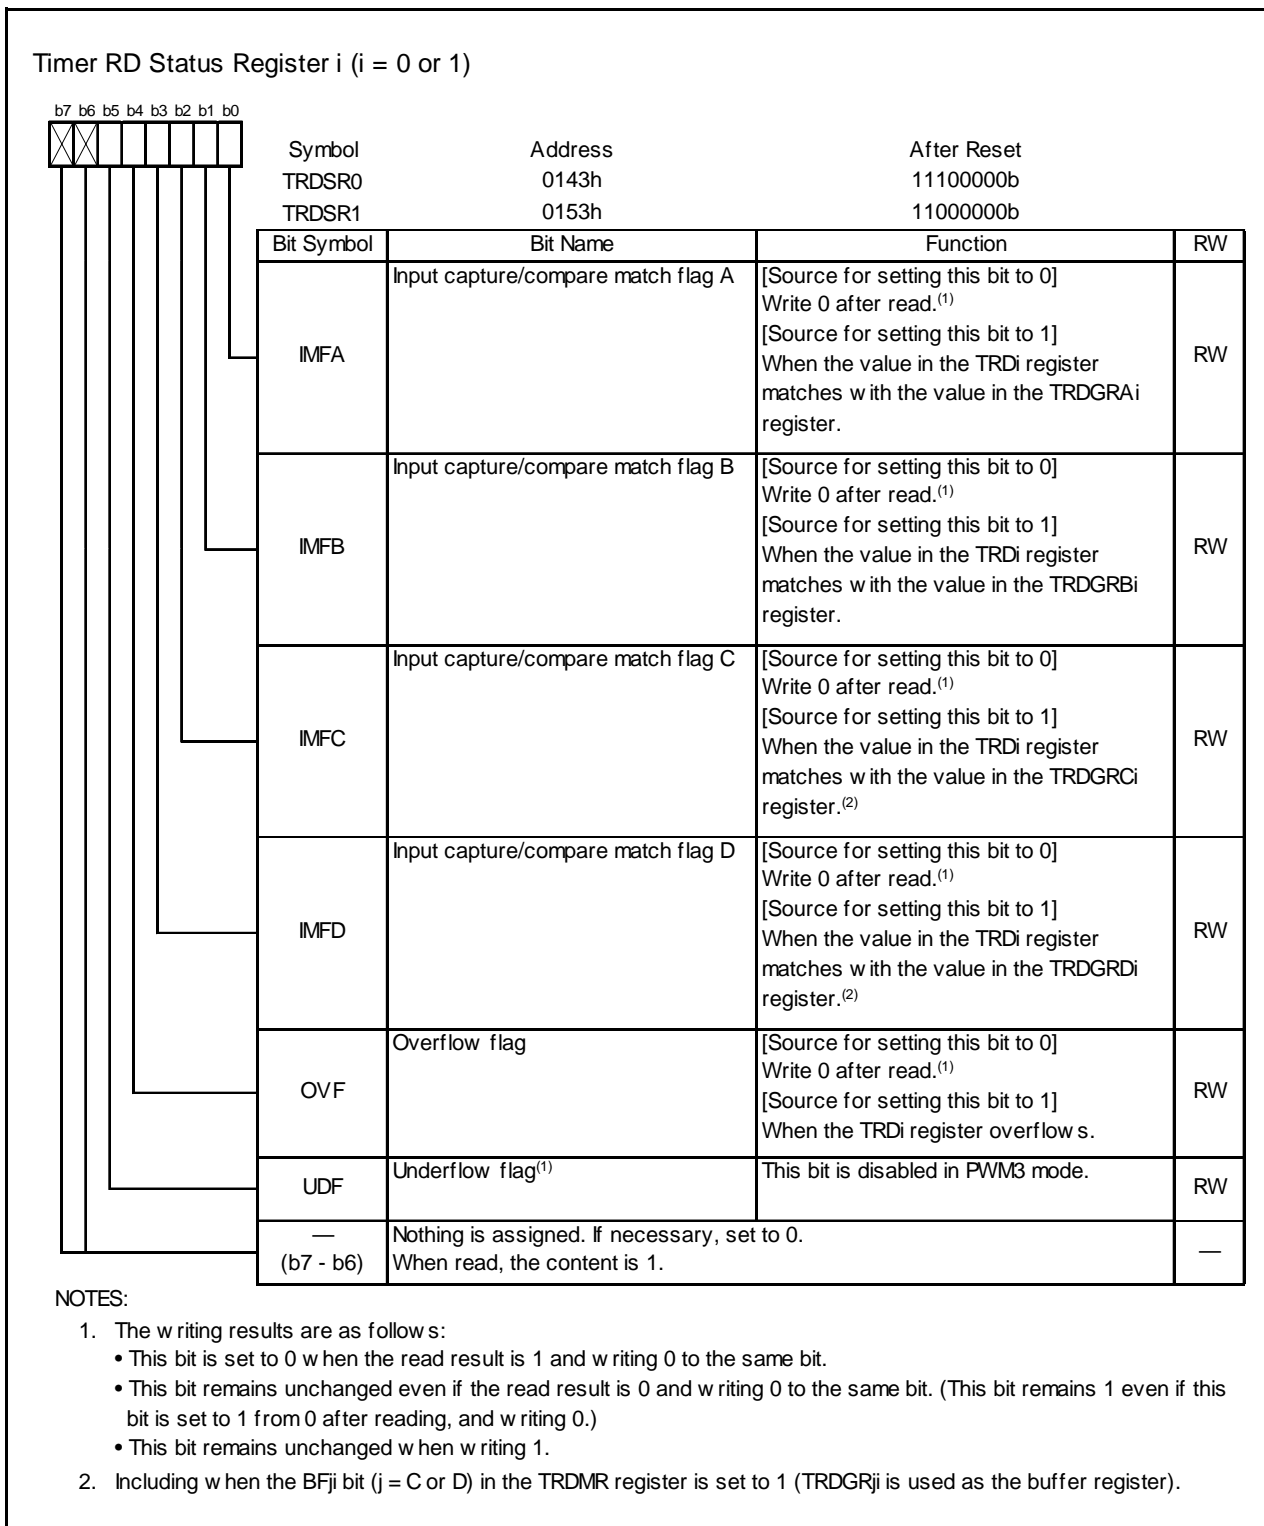 Timer RD Status Register i (i = 0 or 1)
b7 b6 b5 b4 b3 b2 b1 b0
Symbol Address After Reset
TRDSR0 0143h 11100000b
TRDSR1 0153h 11000000b
Bit Symbol Bit Name Function RW
IMFA Input capture/compare match flag A [Source for setting this bit to 0]
Write 0 after read.(1)
[Source for setting this bit to 1]
When the value in the TRDi register
matches with the value in the TRDGRAi
register.
RW
IMFB Input capture/compare match flag B [Source for setting this bit to 0]
Write 0 after read.(1)
[Source for setting this bit to 1]
When the value in the TRDi register
matches with the value in the TRDGRBi
register.
RW
IMFC Input capture/compare match flag C [Source for setting this bit to 0]
Write 0 after read.(1)
[Source for setting this bit to 1]
When the value in the TRDi register
matches with the value in the TRDGRCi
register.(2)
RW
IMFD Input capture/compare match flag D [Source for setting this bit to 0]
Write 0 after read.(1)
[Source for setting this bit to 1]
When the value in the TRDi register
matches with the value in the TRDGRDi
register.(2)
RW
OVF Overflow flag [Source for setting this bit to 0]
Write 0 after read.(1)
[Source for setting this bit to 1]
When the TRDi register overflows.
RW
UDF Underflow flag(1) This bit is disabled in PWM3 mode. RW
— Nothing is assigned. If necessary, set to 0.
(b7 - b6) When read, the content is 1. —
NOTES:
1. The writing results are as follows:
• This bit is set to 0 when the read result is 1 and writing 0 to the same bit.
• This bit remains unchanged even if the read result is 0 and writing 0 to the same bit. (This bit remains 1 even if this
bit is set to 1 from 0 after reading, and writing 0.)
• This bit remains unchanged when writing 1.
2. Including when the BFji bit (j = C or D) in the TRDMR register is set to 1 (TRDGRji is used as the buffer register).